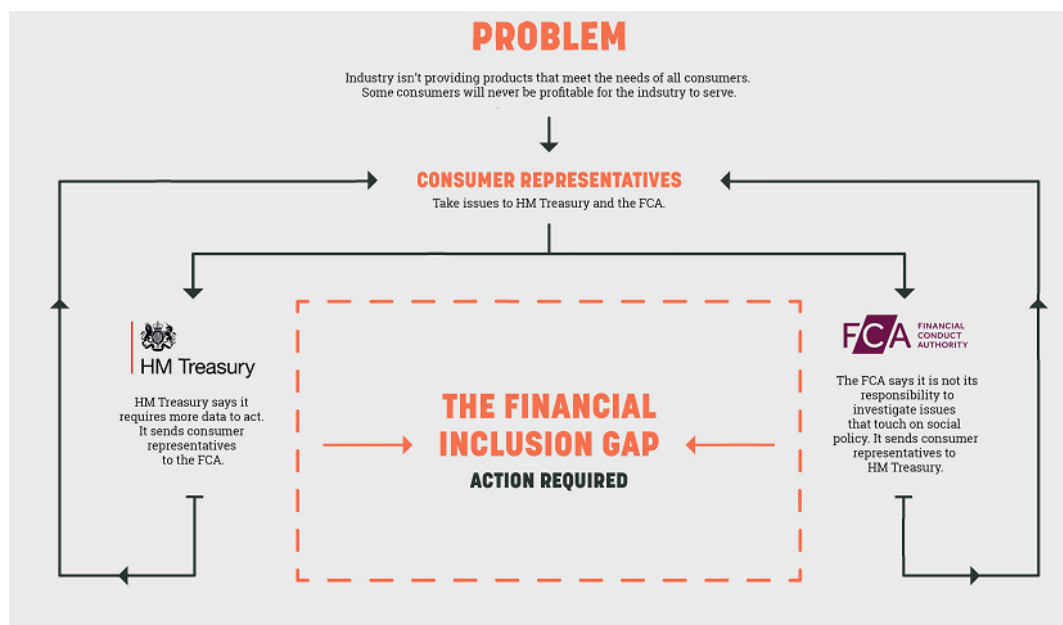 PROBLEM
Industry isn't providing products that meet the needs of all consumers.
Some consumers will never be profitable for the indsutry to serve.
CONSUMER REPRESENTATIVES
Take issues to HM Treasury and the FCA.
HM Treasury
HM Treasury says it
requires more data to act.
It sends consumer
representatives
to the FCA.
THE FINANCIAL
INCLUSION GAP
ACTION REQUIRED
FCA
FINANCIAL
CONDUCT
AUTHORITY
The FCA says it is not its
responsibility to
investigate issues
that touch on social
policy. It sends consumer
representatives to
HM Treasury.